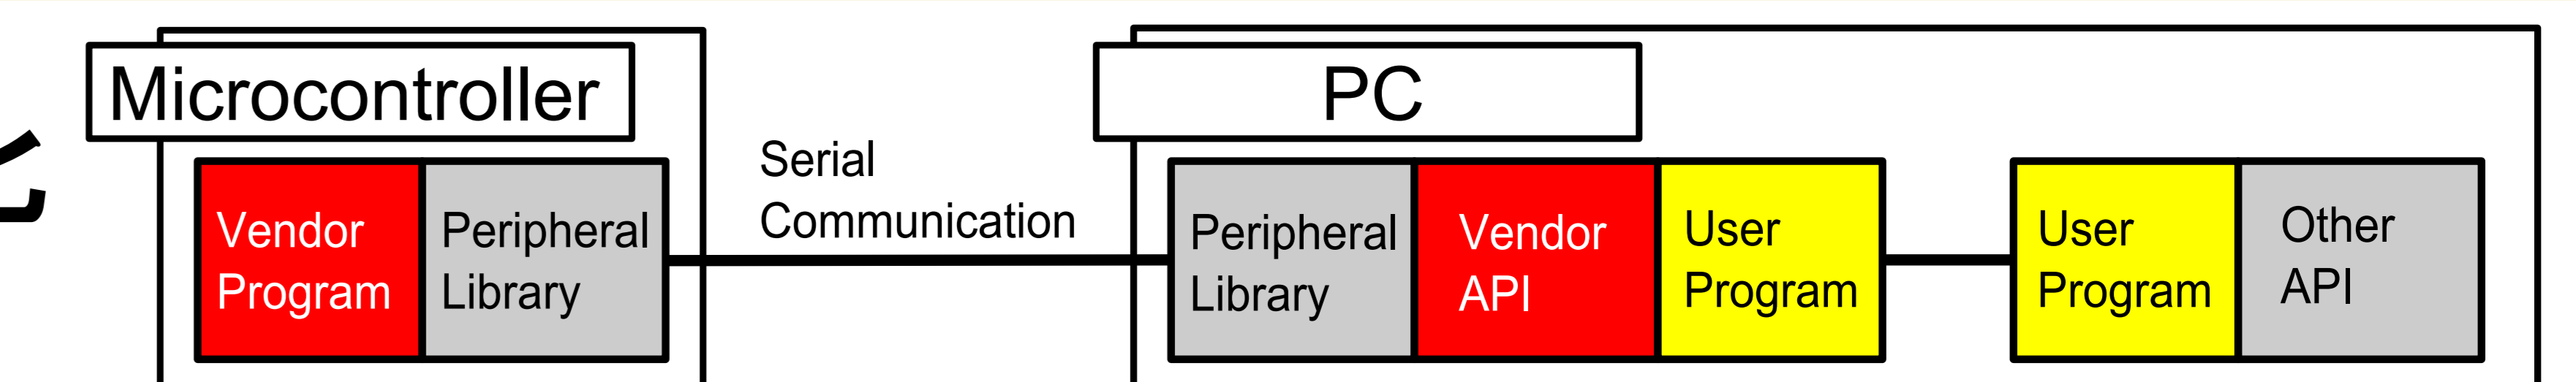 Microcontroller
PC
Serial
Communication
Vendor
Program
Peripheral
Library
Peripheral
Library
Vendor
API
User
Program
User
Program
Other
API